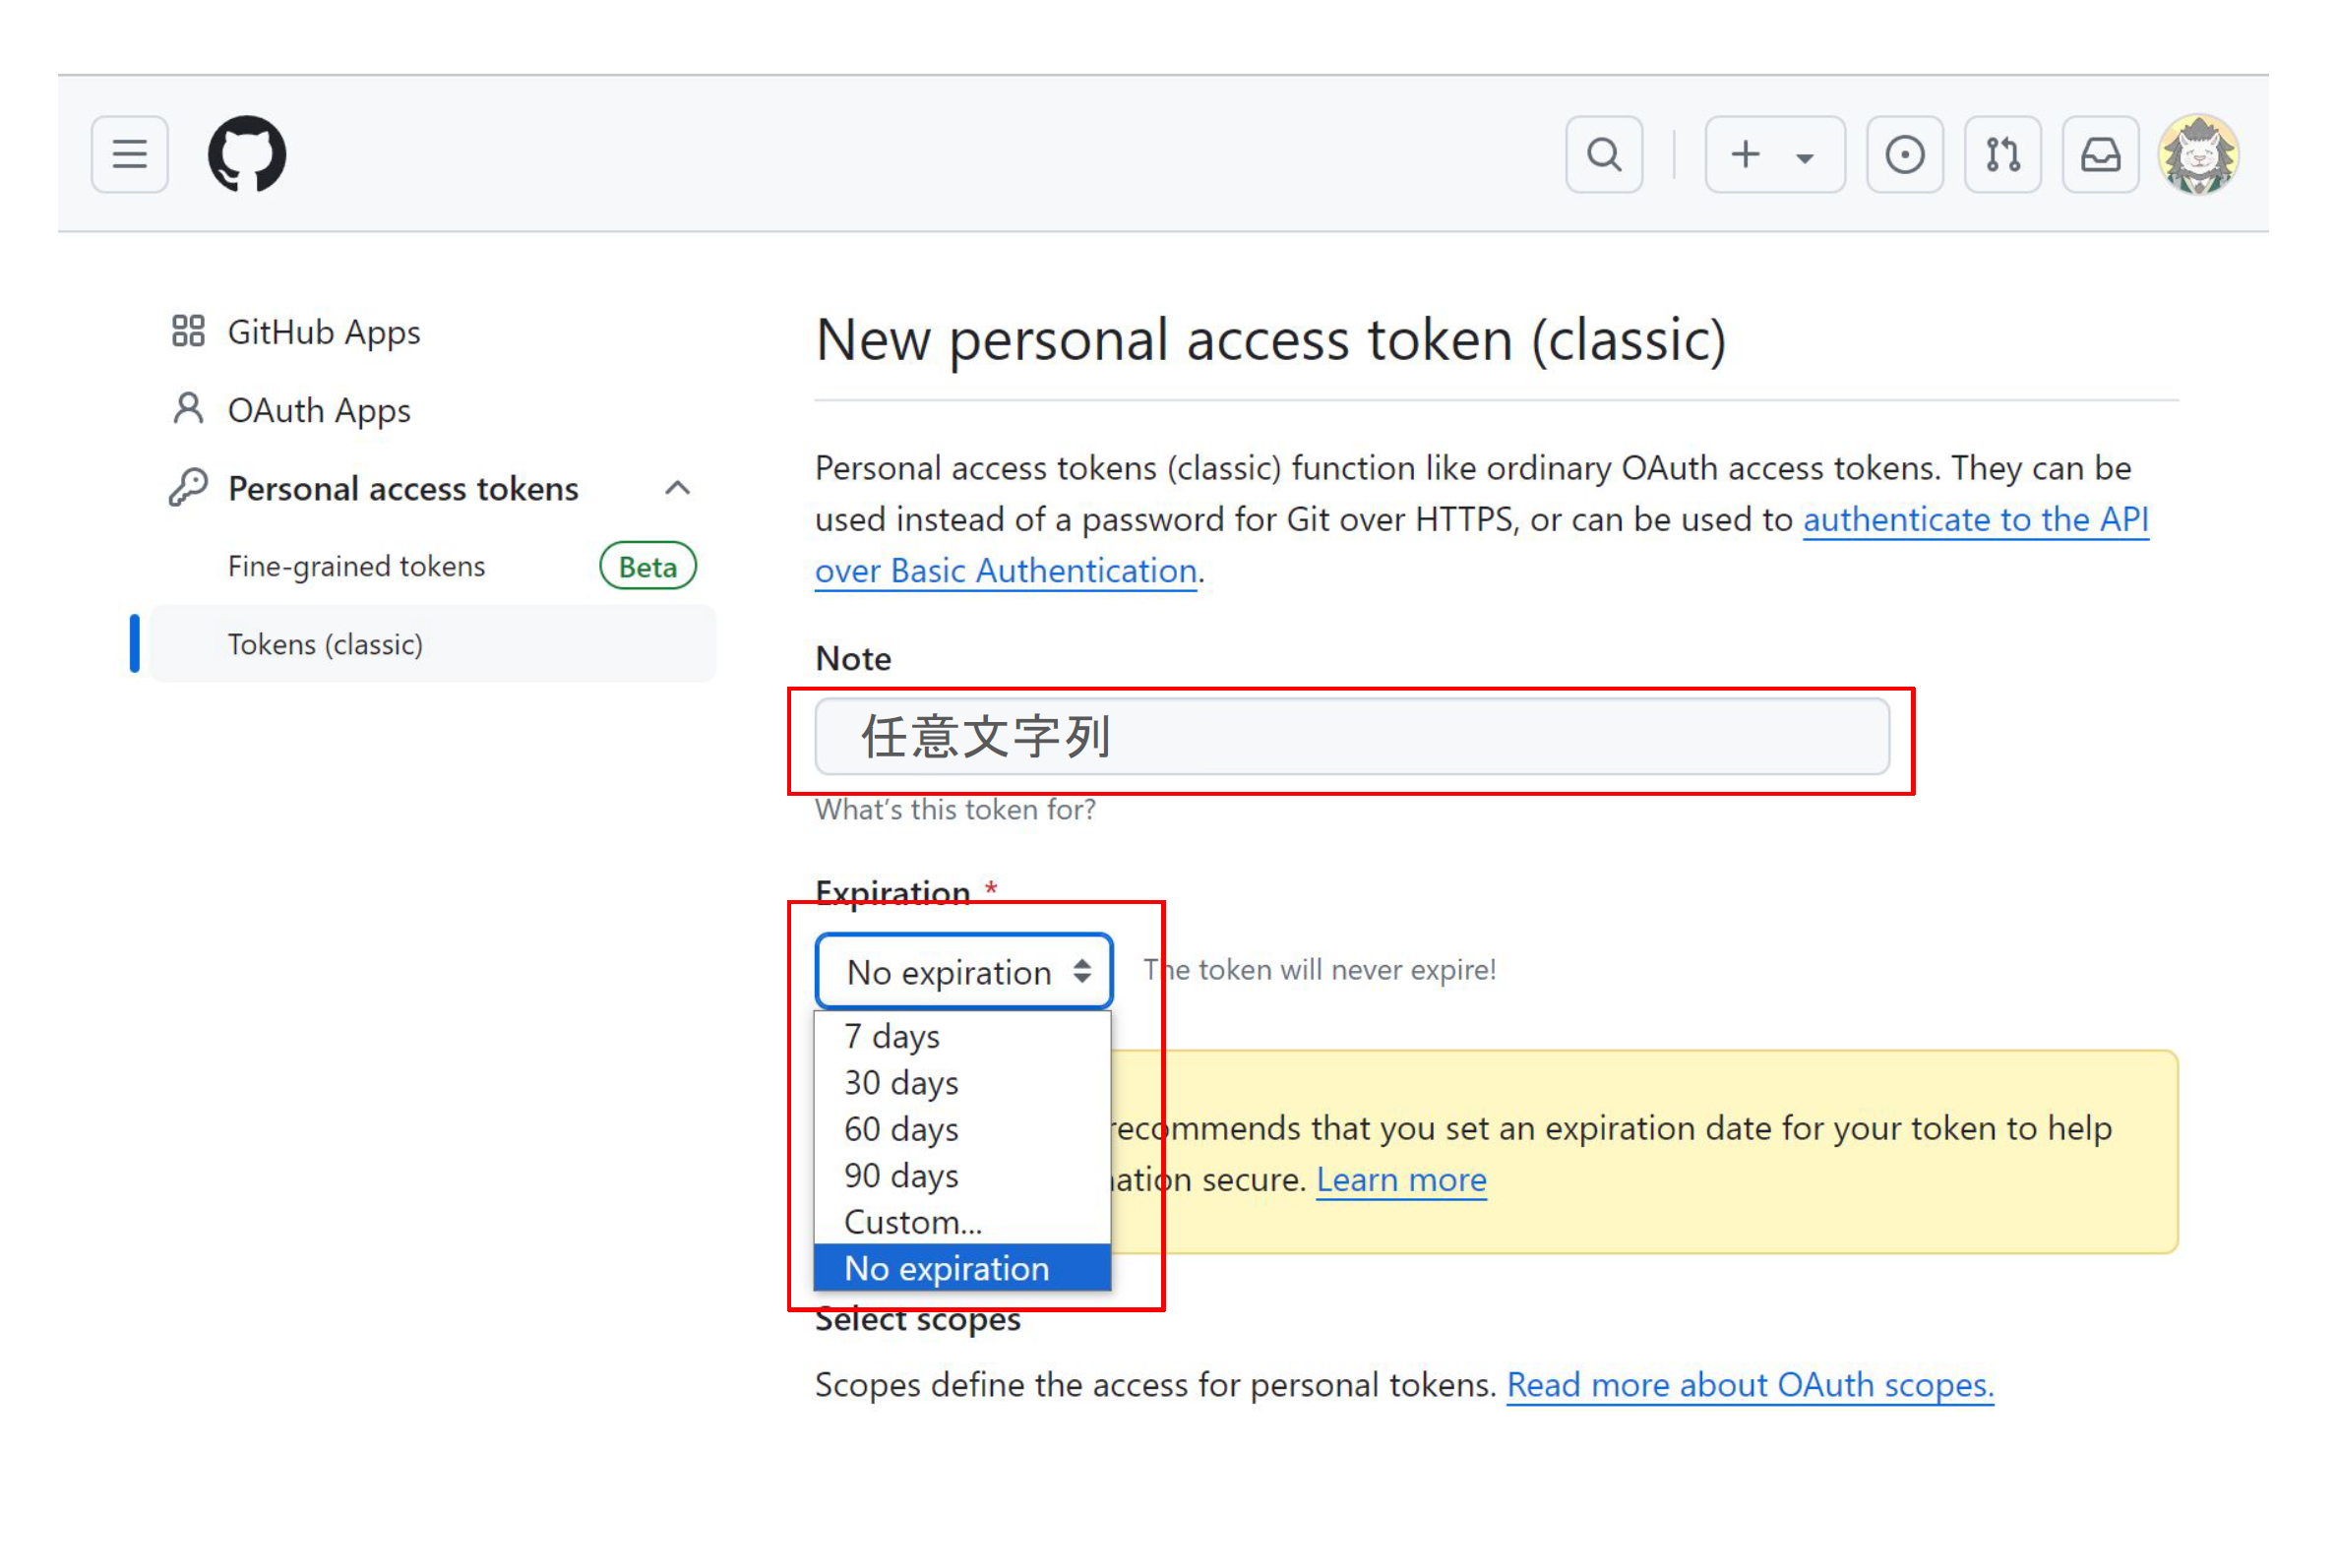 GitHub Apps
OAuth Apps
Personal access tokens
Fine-grained tokens Beta
Tokens (classic)
New personal access token (classic)
Personal access tokens (classic) function like ordinary OAuth access tokens. They can be
used instead of a password for Git over HTTPS, or can be used to authenticate to the API
over Basic Authentication.
Note
任意文字列
What's this token for?
Expiration *
No expiration The token will never expire!
7 days
30 days
60 days
90 days
Custom...
No expiration
recommends that you set an expiration date for your token to help
secure. Learn more
Select scopes
Scopes define the access for personal tokens. Read more about OAuth scopes.